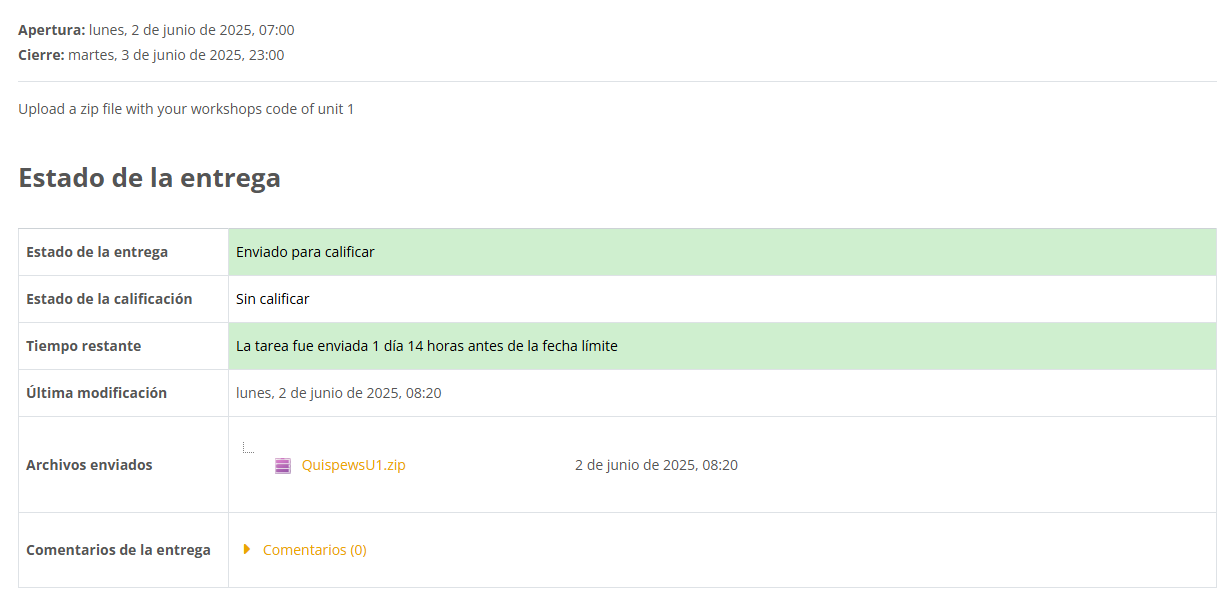 Apertura: lunes, 2 de junio de 2025, 07:00
Cierre: martes, 3 de junio de 2025, 23:00
Upload a zip file with your workshops code of unit 1
Estado de la entrega
Estado de la entrega Enviado para calificar
Estado de la calificación Sin calificar
Tiempo restante La tarea fue enviada 1 día 14 horas antes de la fecha límite
Última modificación lunes, 2 de junio de 2025, 08:20
Archivos enviados QuispewsU1.zip 2 de junio de 2025, 08:20
Comentarios de la entrega Comentarios (0)